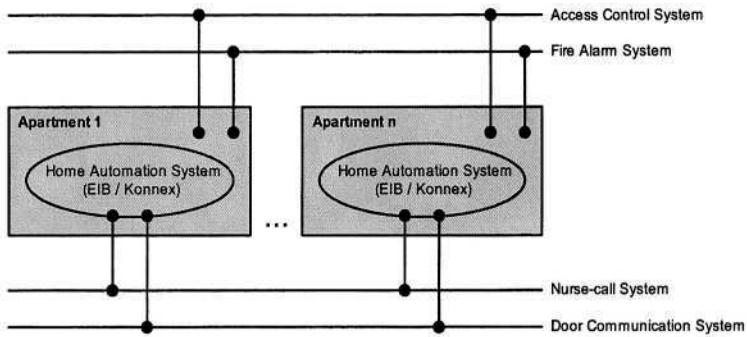 Access Control System
Fire Alarm System
Apartment 1
Apartment n
Home Automation System
(EIB / Konnex)
Home Automation System
(EIB / Konnex)
...
Nurse-call System
Door Communication System